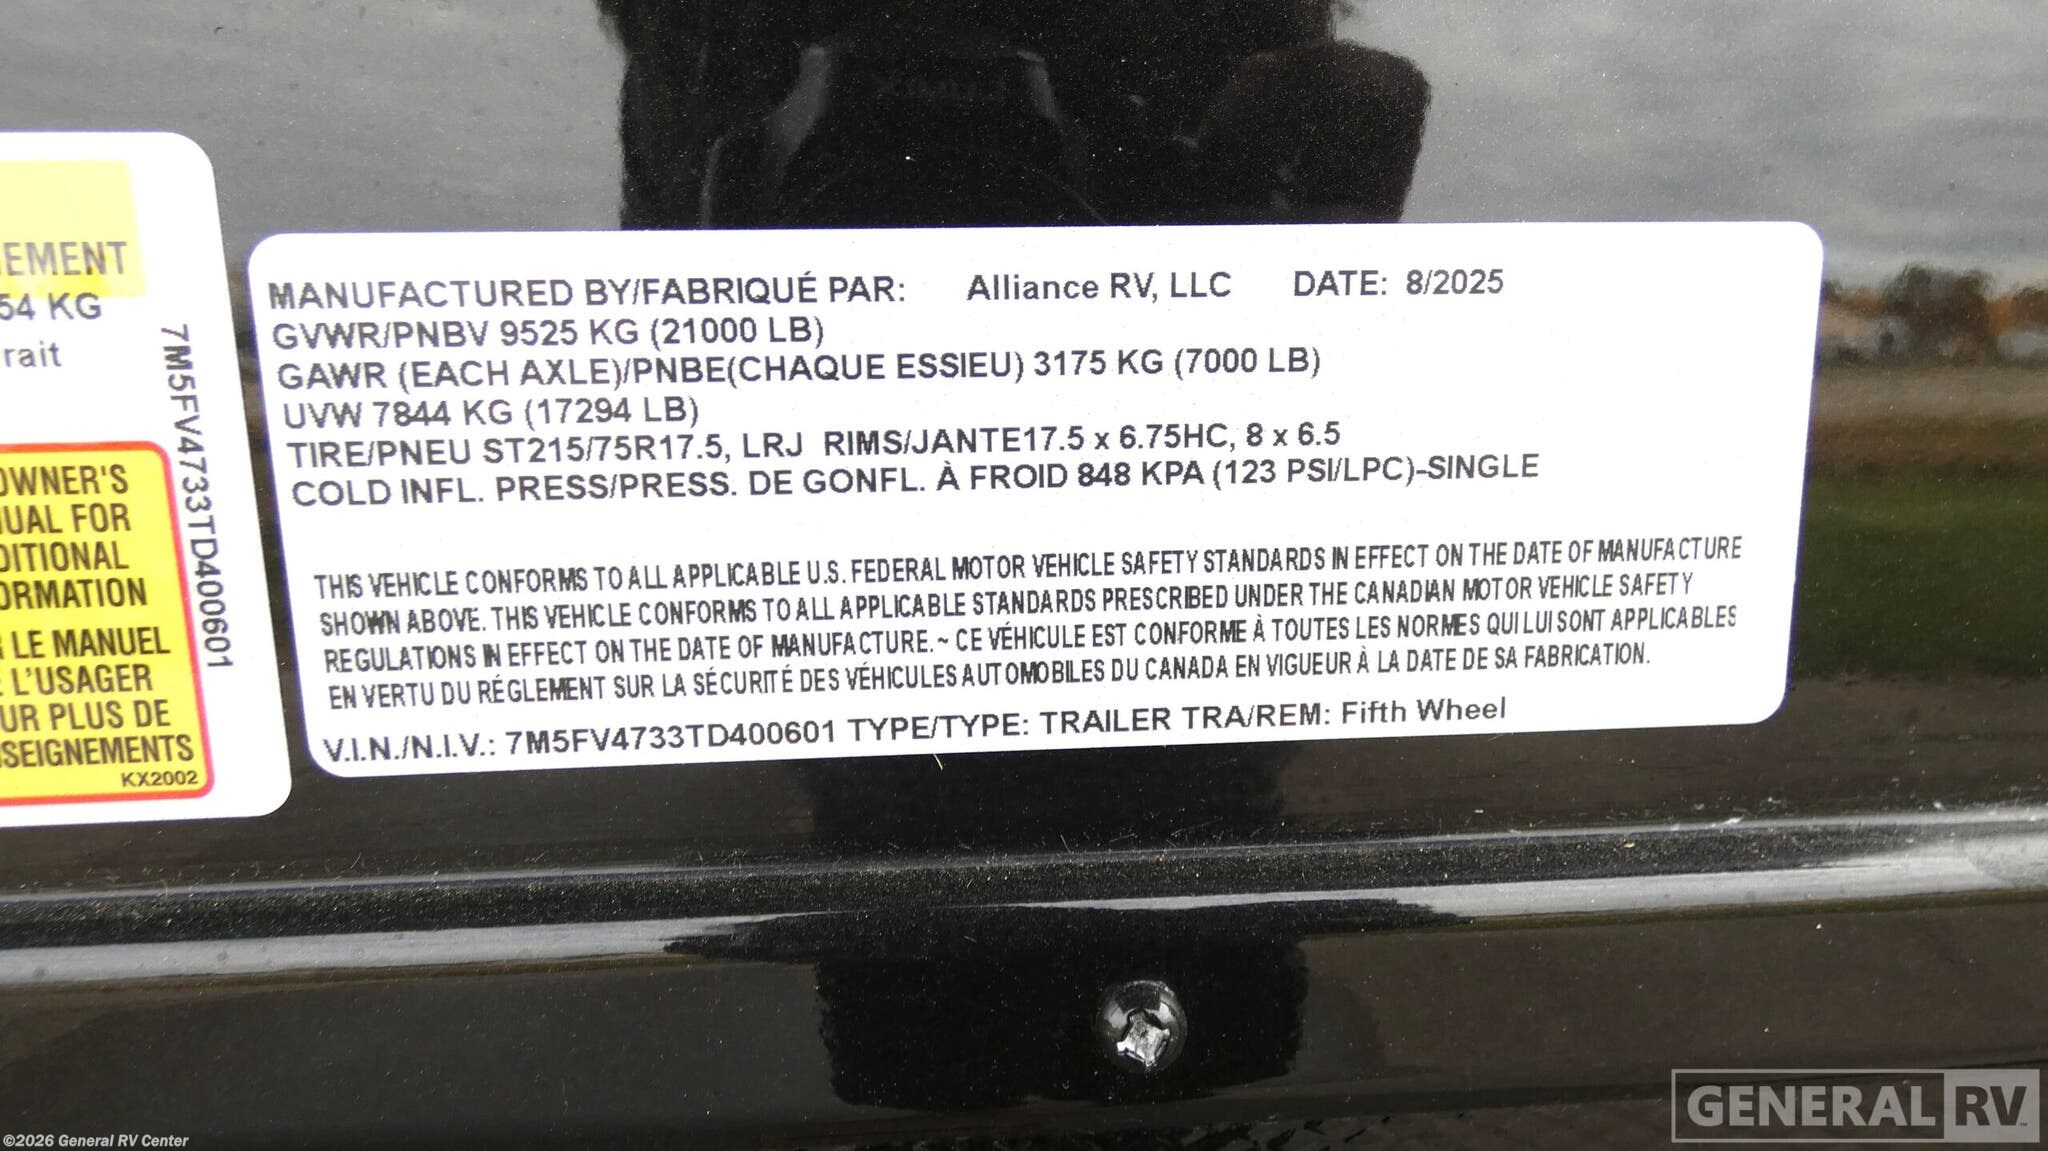 EMENT
54 KG
rait
7M5FV4733TD400601
OWNER'S
UAL FOR
DITIONAL
ORMATION
R LE MANUEL
L'USAGER
UR PLUS DE
SEIGNEMENTS
KX2002
MANUFACTURED BY/FABRIQUÉ PAR: Alliance RV, LLC DATE: 8/2025
GVWR/PNBV 9525 KG (21000 LB)
GAWR (EACH AXLE)/PNBE(CHAQUE ESSIEU) 3175 KG (7000 LB)
UVW 7844 KG (17294 LB)
TIRE/PNEU ST215/75R17.5, LRJ RIMS/JANTE17.5 x 6.75HC, 8 x 6.5
COLD INFL. PRESS/PRESS. DE GONFL. À FROID 848 KPA (123 PSI/LPC)-SINGLE
THIS VEHICLE CONFORMS TO ALL APPLICABLE U.S. FEDERAL MOTOR VEHICLE SAFETY STANDARDS IN EFFECT ON THE DATE OF MANUFACTURE
SHOWN ABOVE. THIS VEHICLE CONFORMS TO ALL APPLICABLE STANDARDS PRESCRIBED UNDER THE CANADIAN MOTOR VEHICLE SAFETY
REGULATIONS IN EFFECT ON THE DATE OF MANUFACTURE. ~ CE VÉHICULE EST CONFORME À TOUTES LES NORMES QUI LUI SONT APPLICABLES
EN VERTU DU RÉGLEMENT SUR LA SÉCURITÉ DES VÉHICULES AUTOMOBILES DU CANADA EN VIGUEUR À LA DATE DE SA FABRICATION.
V.I.N./N.I.V.: 7M5FV4733TD400601 TYPE/TYPE: TRAILER TRA/REM: Fifth Wheel
GENERAL RV
©2026 General RV Center